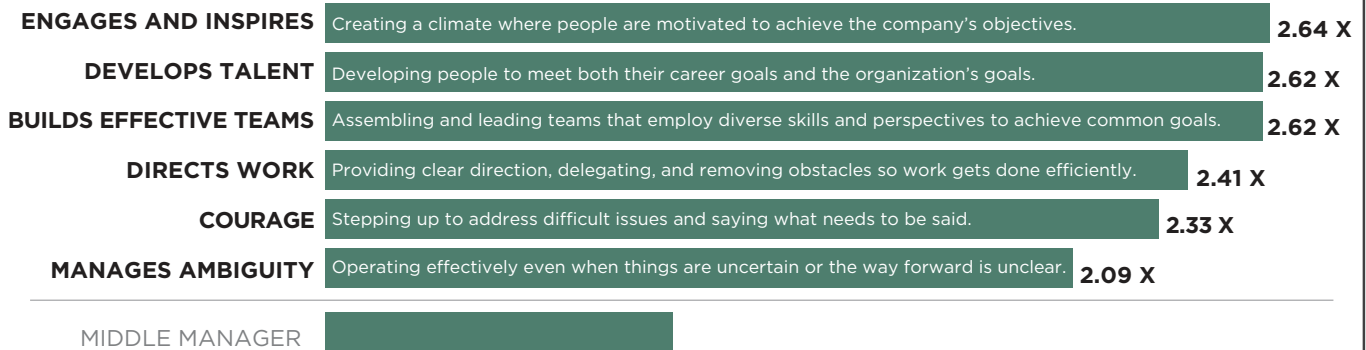 ENGAGES AND INSPIRES Creating a climate where people are motivated to achieve the company’s objectives. 2.64 X
DEVELOPS TALENT Developing people to meet both their career goals and the organization’s goals. 2.62 X
BUILDS EFFECTIVE TEAMS Assembling and leading teams that employ diverse skills and perspectives to achieve common goals. 2.62 X
DIRECTS WORK Providing clear direction, delegating, and removing obstacles so work gets done efficiently. 2.41 X
COURAGE Stepping up to address difficult issues and saying what needs to be said. 2.33 X
MANAGES AMBIGUITY Operating effectively even when things are uncertain or the way forward is unclear. 2.09 X
MIDDLE MANAGER